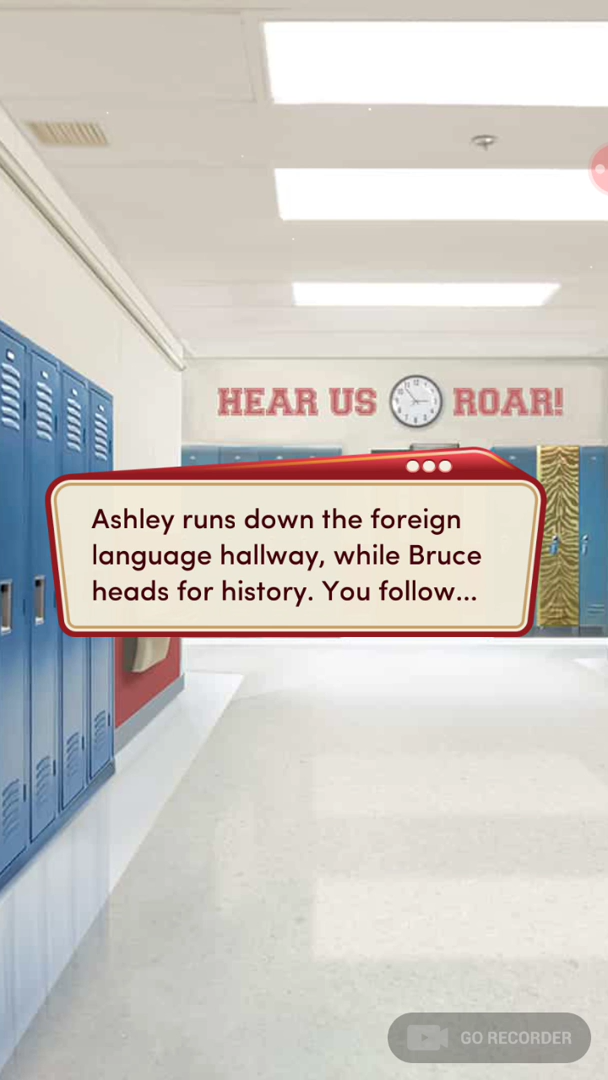 HEAR US ROAR!
Ashley runs down the foreign
language hallway, while Bruce
heads for history. You follow...
GO RECORDER